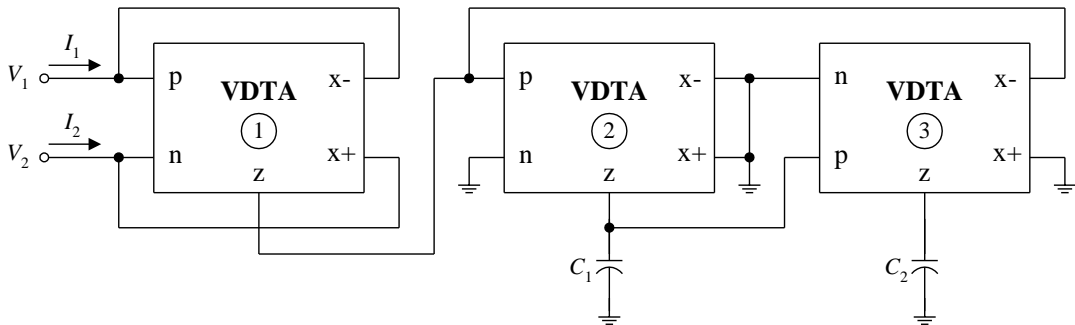 I1
V1
I2
V2
p
n
x-
x+
VDTA
1
z
p
n
x-
x+
VDTA
2
z
C1
n
p
x-
x+
VDTA
3
z
C2